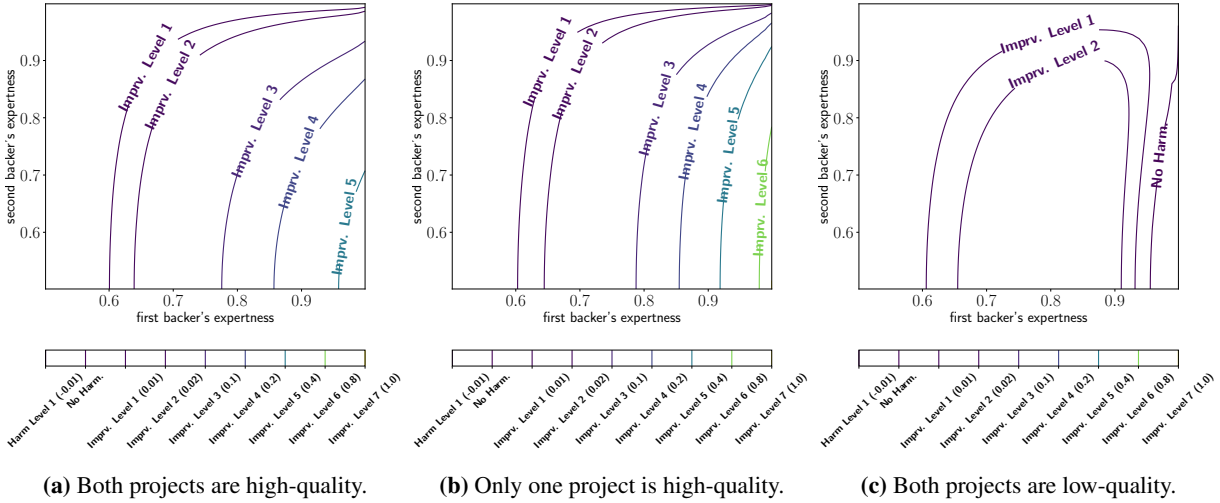 Imprv. Level 1
Imprv. Level 2
Imprv. Level 3
Imprv. Level 4
Imprv. Level 5
0.9
0.8
0.7
0.6
second backer's expertness
0.6 0.7 0.8 0.9
first backer's expertness
Harm Level 1 (-0.01)
No Harm.
Imprv. Level 1 (0.01)
Imprv. Level 2 (0.02)
Imprv. Level 3 (0.1)
Imprv. Level 4 (0.2)
Imprv. Level 5 (0.4)
Imprv. Level 6 (0.8)
Imprv. Level 7 (1.0)
(a) Both projects are high-quality.
Imprv. Level 1
Imprv. Level 2
Imprv. Level 3
Imprv. Level 4
Imprv. Level 5
Imprv. Level 6
0.9
0.8
0.7
0.6
second backer's expertness
0.6 0.7 0.8 0.9
first backer's expertness
Harm Level 1 (-0.01)
No Harm.
Imprv. Level 1 (0.01)
Imprv. Level 2 (0.02)
Imprv. Level 3 (0.1)
Imprv. Level 4 (0.2)
Imprv. Level 5 (0.4)
Imprv. Level 6 (0.8)
Imprv. Level 7 (1.0)
(b) Only one project is high-quality.
Imprv. Level 1
Imprv. Level 2
No Harm.
0.9
0.8
0.7
0.6
second backer's expertness
0.6 0.7 0.8 0.9
first backer's expertness
Harm Level 1 (-0.01)
No Harm.
Imprv. Level 1 (0.01)
Imprv. Level 2 (0.02)
Imprv. Level 3 (0.1)
Imprv. Level 4 (0.2)
Imprv. Level 5 (0.4)
Imprv. Level 6 (0.8)
Imprv. Level 7 (1.0)
(c) Both projects are low-quality.